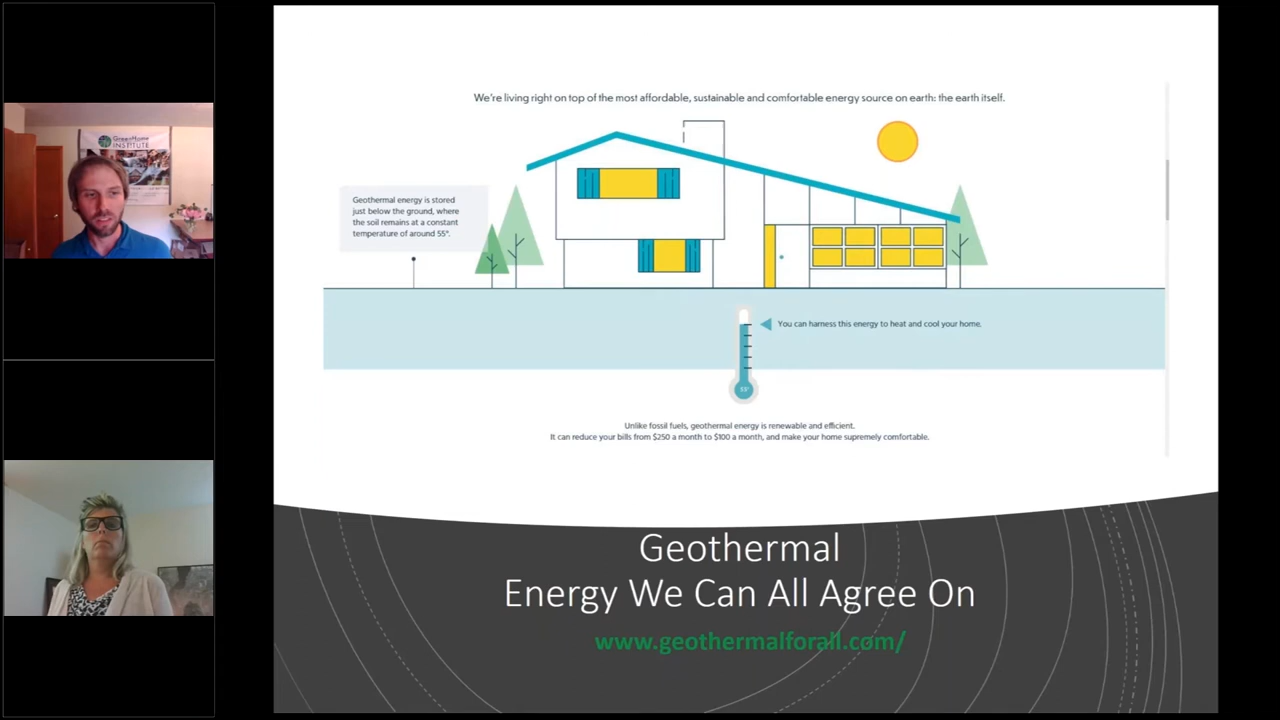 GreenHome
INSTITUTE
We're living right on top of the most affordable, sustainable and comfortable energy source on earth: the earth itself.
Geothermal energy is stored
just below the ground, where
the soil remains at a constant
temperature of around 55°.
You can harness this energy to heat and cool your home.
55°
Unlike fossil fuels, geothermal energy is renewable and efficient.
It can reduce your bills from $250 a month to $100 a month, and make your home supremely comfortable.
Geothermal
Energy We Can All Agree On
www.geothermalforall.com/